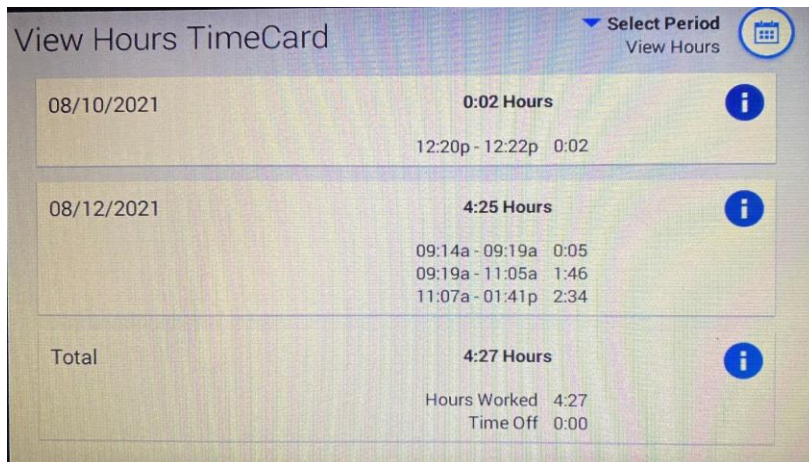 View Hours TimeCard
Select Period
View Hours
08/10/2021 0:02 Hours
12:20p - 12:22p 0:02
08/12/2021 4:25 Hours
09:14a - 09:19a 0:05
09:19a - 11:05a 1:46
11:07a - 01:41p 2:34
Total 4:27 Hours
Hours Worked 4:27
Time Off 0:00